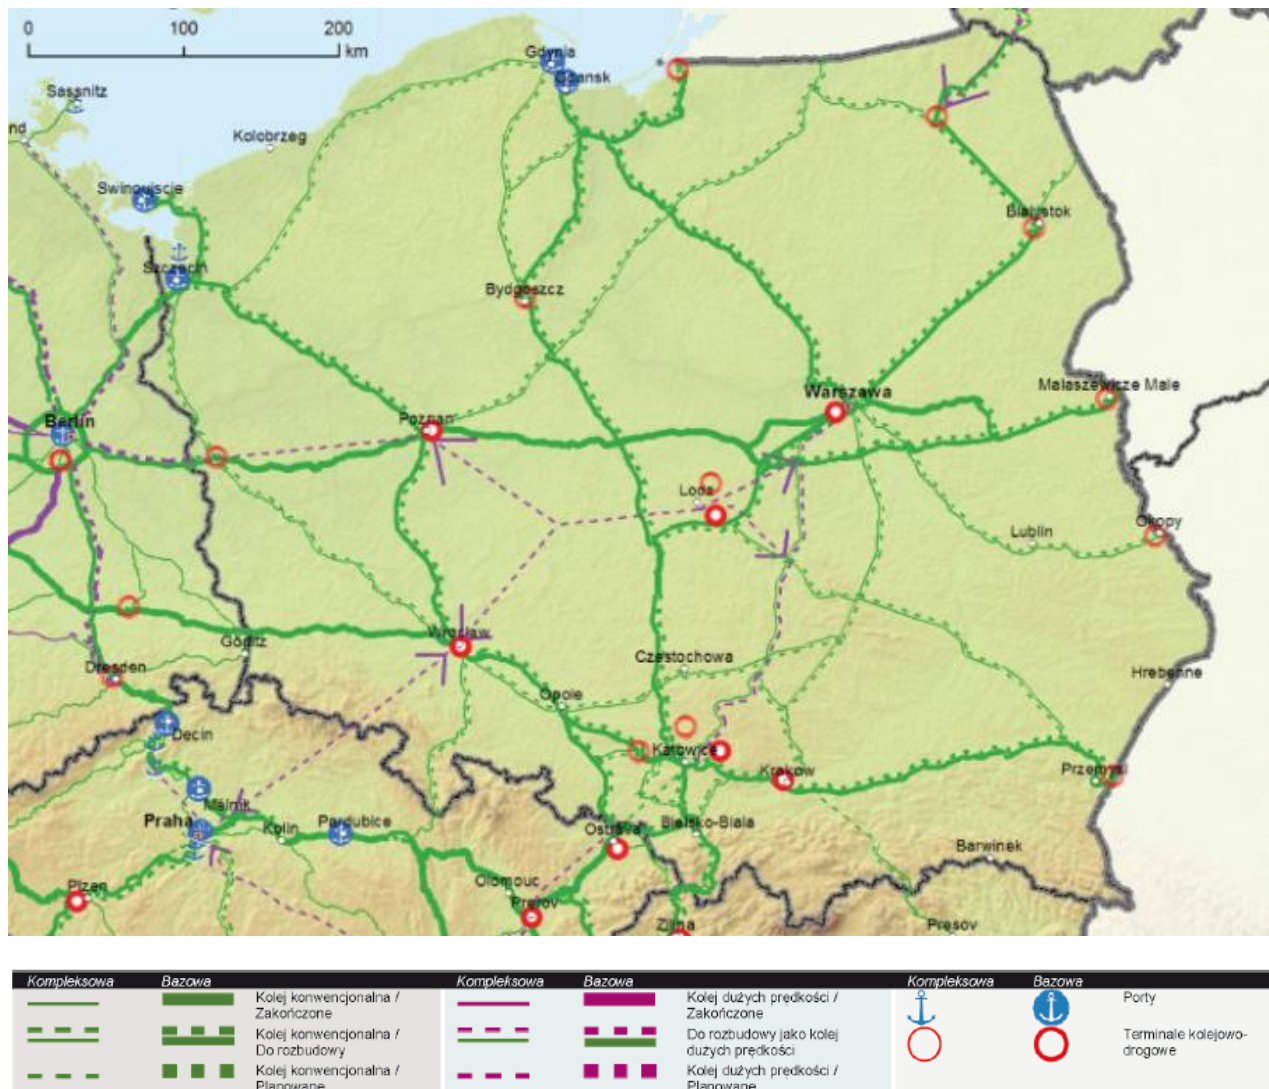 0 100 200
km
Gdynia
Gdansk
Sassnitz
nd
Kolobrzeg
Swinoujscie
Bialystok
Szczecin
Bydgoszcz
Malaszewicze Male
Warszawa
Berlin
Poznan
Lodz
Okopy
Lublin
Wroclaw
Görlitz
Czestochowa
Dresden
Hrebenne
Opole
Decin
Katowice
Krakow
Przemysl
Melnik
Praha
Kolin
Pardubice
Ostrava
Bielsko-Biala
Barwinek
Plzen
Olomouc
Prerov
Zilina
Presov
Kompleksowa Bazowa Kompleksowa Bazowa Kompleksowa Bazowa
Kolej konwencjonalna / Kolej dużych prędkości / Porty
Zakończone Zakończone
Kolej konwencjonalna / Do rozbudowy jako kolej Terminale kolejowo-
Do rozbudowy dużych prędkości drogowe
Kolej konwencjonalna / Kolej dużych prędkości /
Planowane Planowane